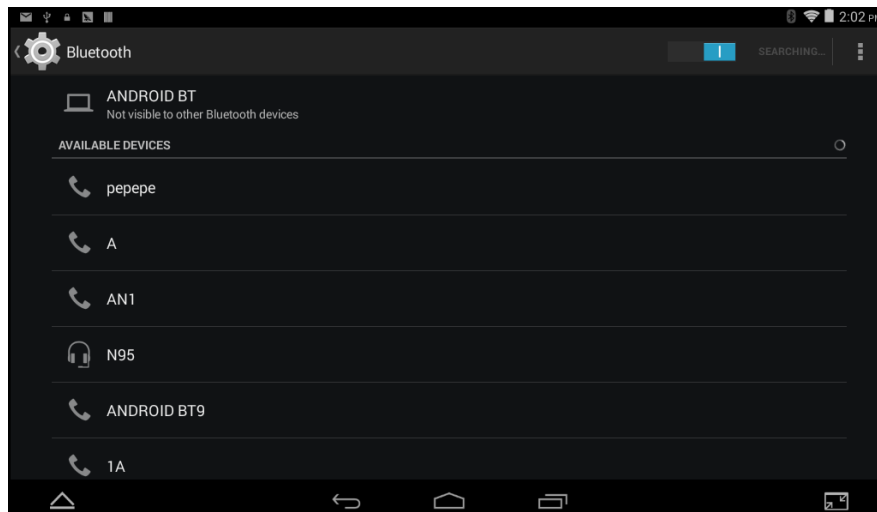 2:02 PM
Bluetooth
SEARCHING...
ANDROID BT
Not visible to other Bluetooth devices
AVAILABLE DEVICES
pepepe
A
AN1
N95
ANDROID BT9
1A